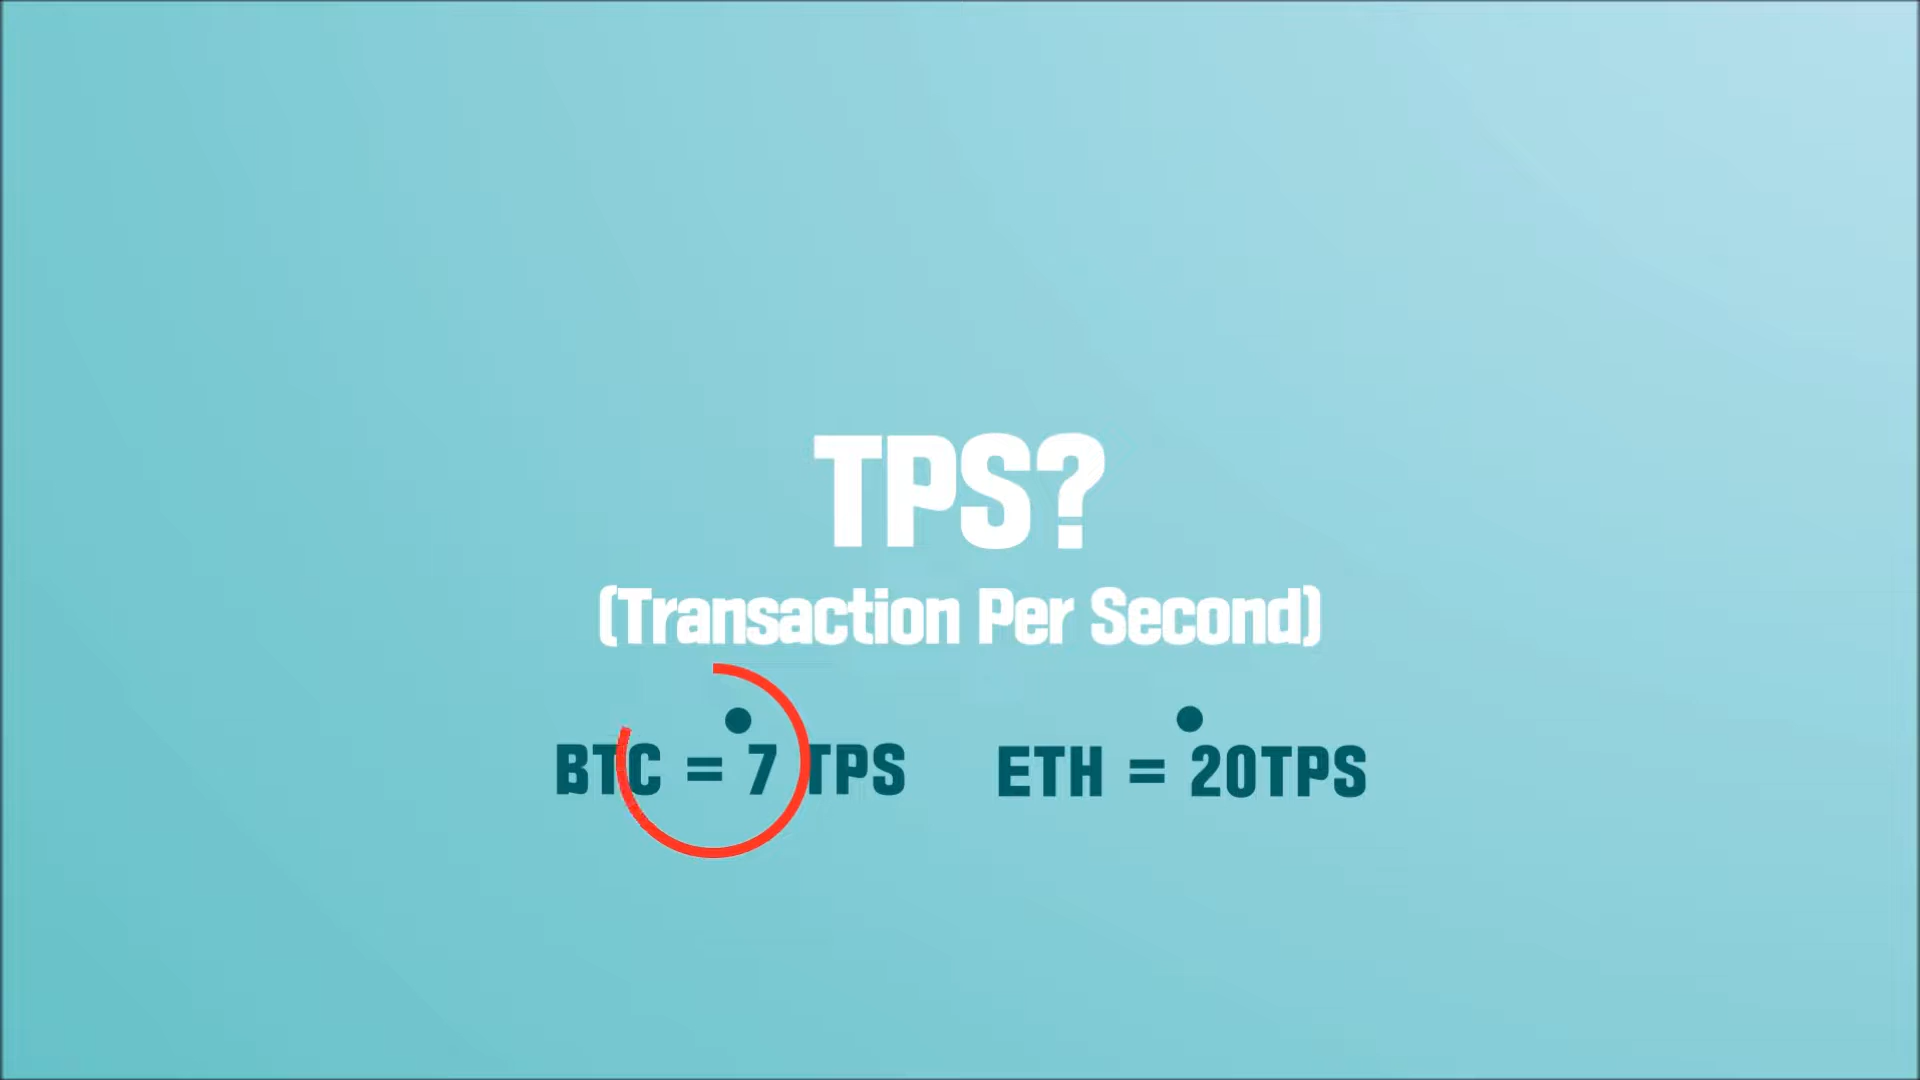 TPS?
(Transaction Per Second)
BTC = 7 TPS
ETH = 20TPS